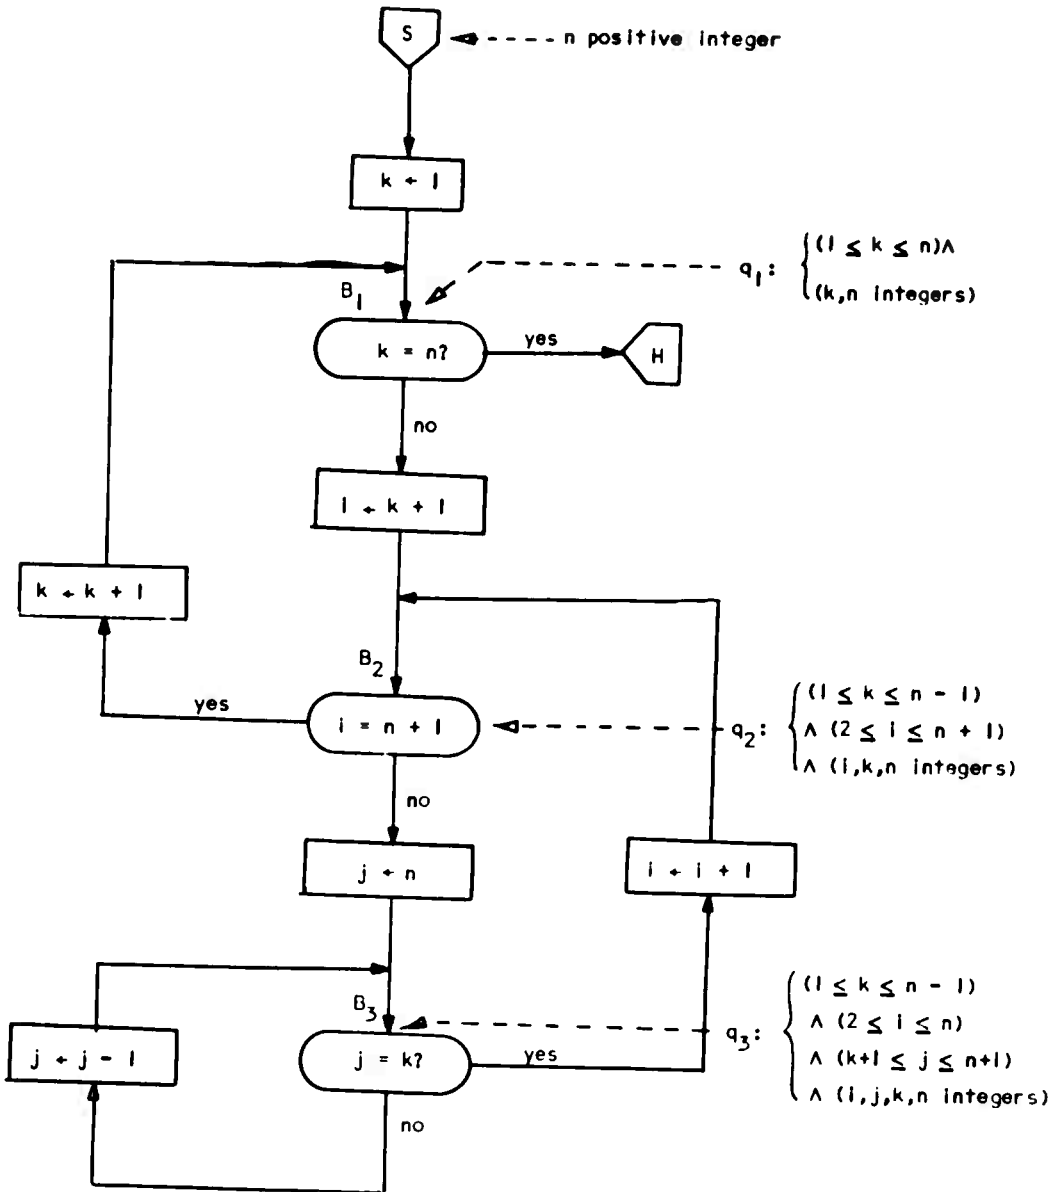 S
n positive integer
k ← 1
q1: (1 ≤ k ≤ n)∧
(k,n integers)
B1
k = n?
yes
H
no
i ← k + 1
k ← k + 1
B2
yes
i = n + 1
q2: (1 ≤ k ≤ n - 1)
∧ (2 ≤ i ≤ n + 1)
∧ (i,k,n integers)
no
j ← n
i ← i + 1
B3
q3: (1 ≤ k ≤ n - 1)
∧ (2 ≤ i ≤ n)
∧ (k+1 ≤ j ≤ n+1)
∧ (i,j,k,n integers)
j ← j - 1
j = k?
yes
no